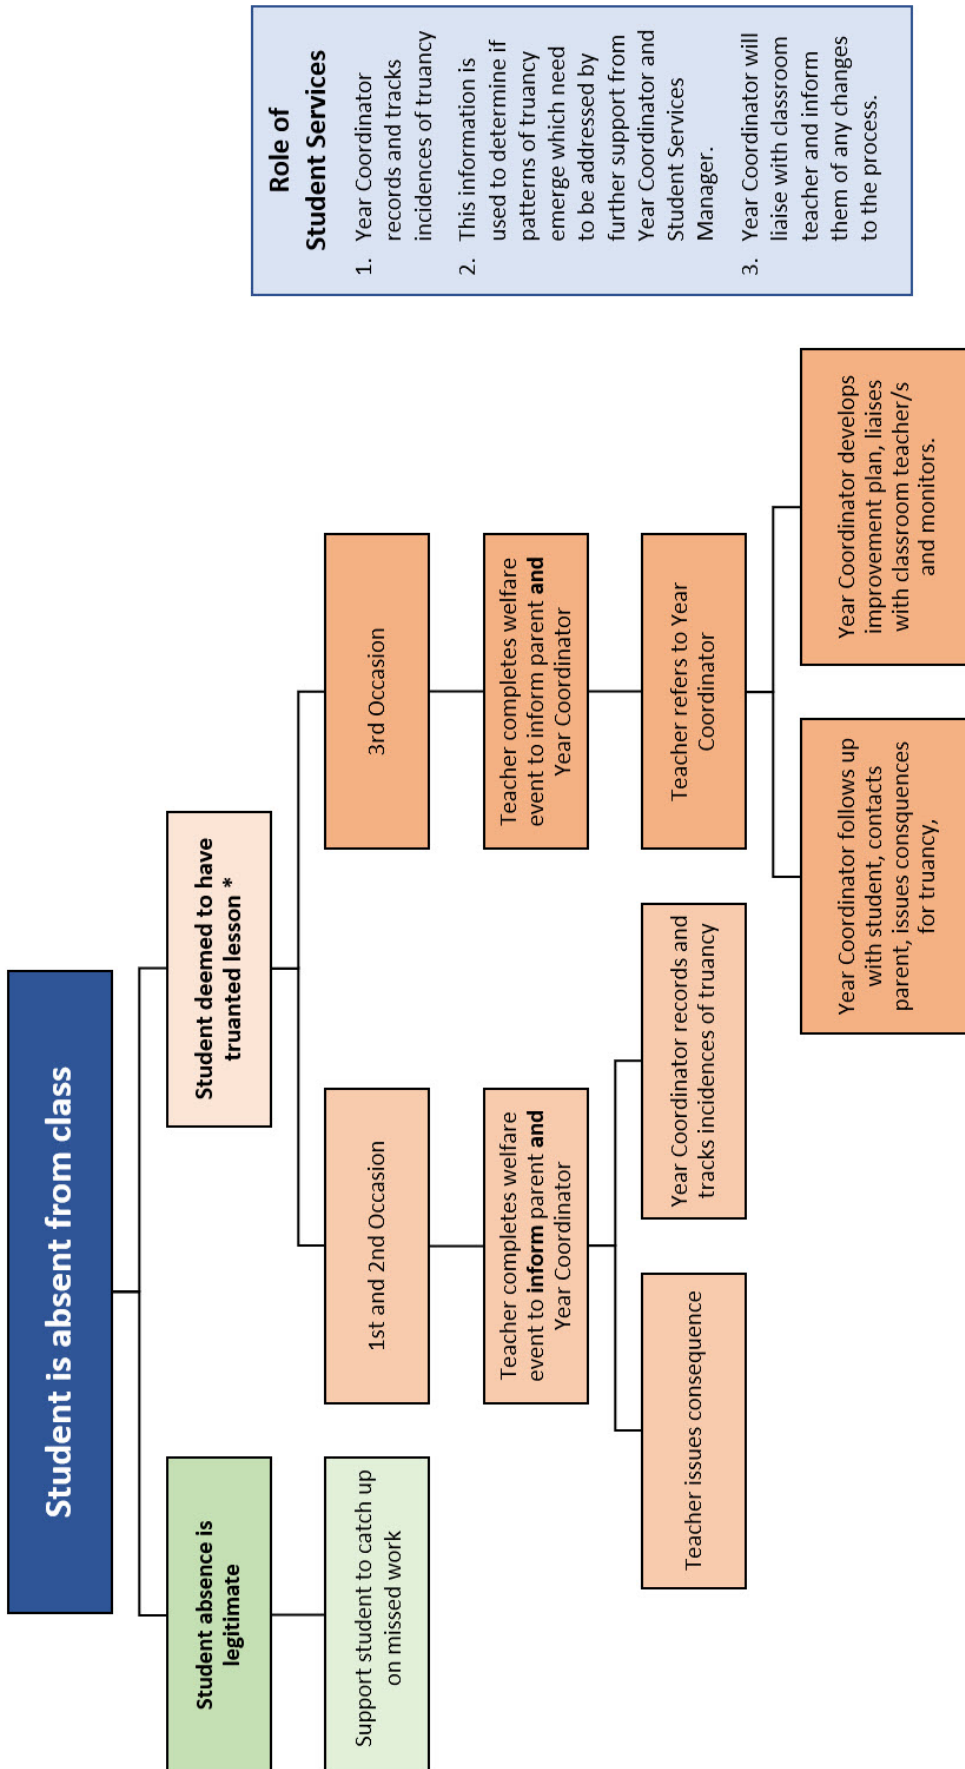 Student is absent from class
Student absence is
legitimate
Support student to catch up
on missed work
Student deemed to have
truanted lesson *
1st and 2nd Occasion
Teacher completes welfare
event to inform parent and
Year Coordinator
Teacher issues consequence
Year Coordinator records and
tracks incidences of truancy
3rd Occasion
Teacher completes welfare
event to inform parent and
Year Coordinator
Teacher refers to Year
Coordinator
Year Coordinator follows up
with student, contacts
parent, issues consquences
for truancy,
Year Coordinator develops
improvement plan, liaises
with classroom teacher/s
and monitors.
Role of
Student Services
1. Year Coordinator
records and tracks
incidences of truancy
2. This information is
used to determine if
patterns of truancy
emerge which need
to be addressed by
further support from
Year Coordinator and
Student Services
Manager.
3. Year Coordinator will
liaise with classroom
teacher and inform
them of any changes
to the process.